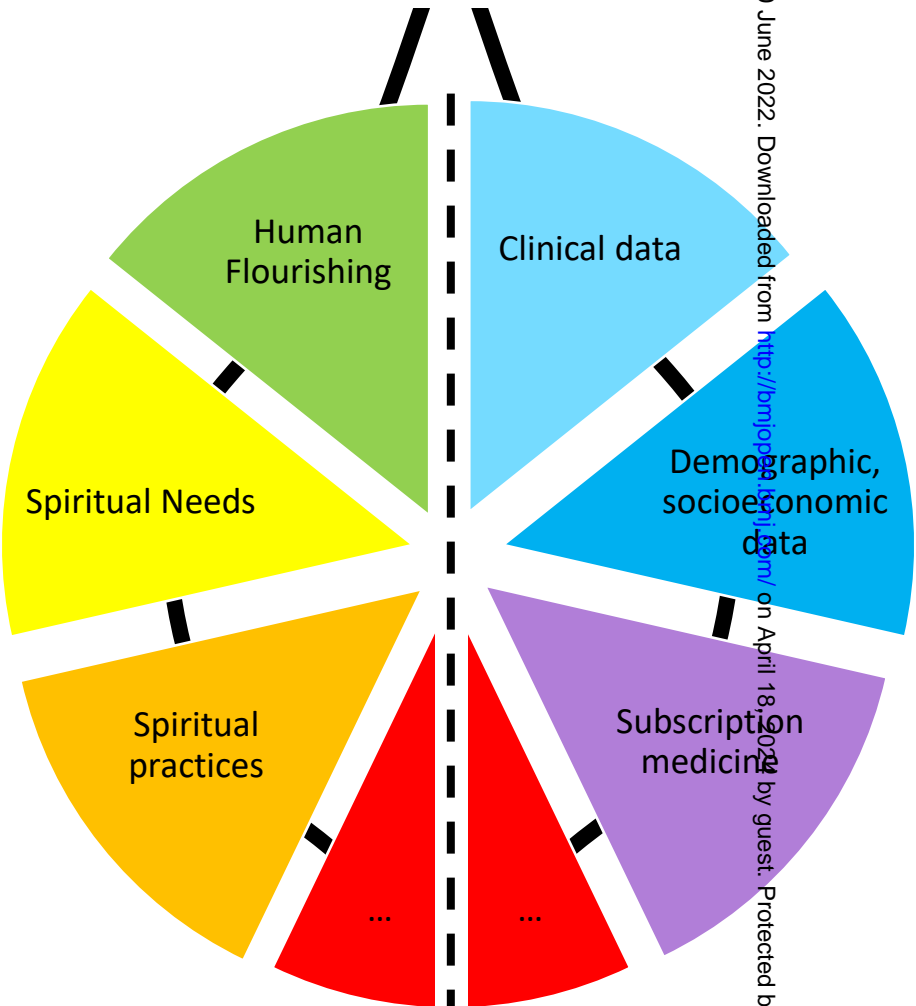 Human
Flourishing
Clinical data
Spiritual Needs
Demographic,
socioeconomic
data
Spiritual
practices
Subscription
medicine
...
...
June 2022. Downloaded from http://bmjopen.bmj.com/ on April 18, 2024 by guest. Protected